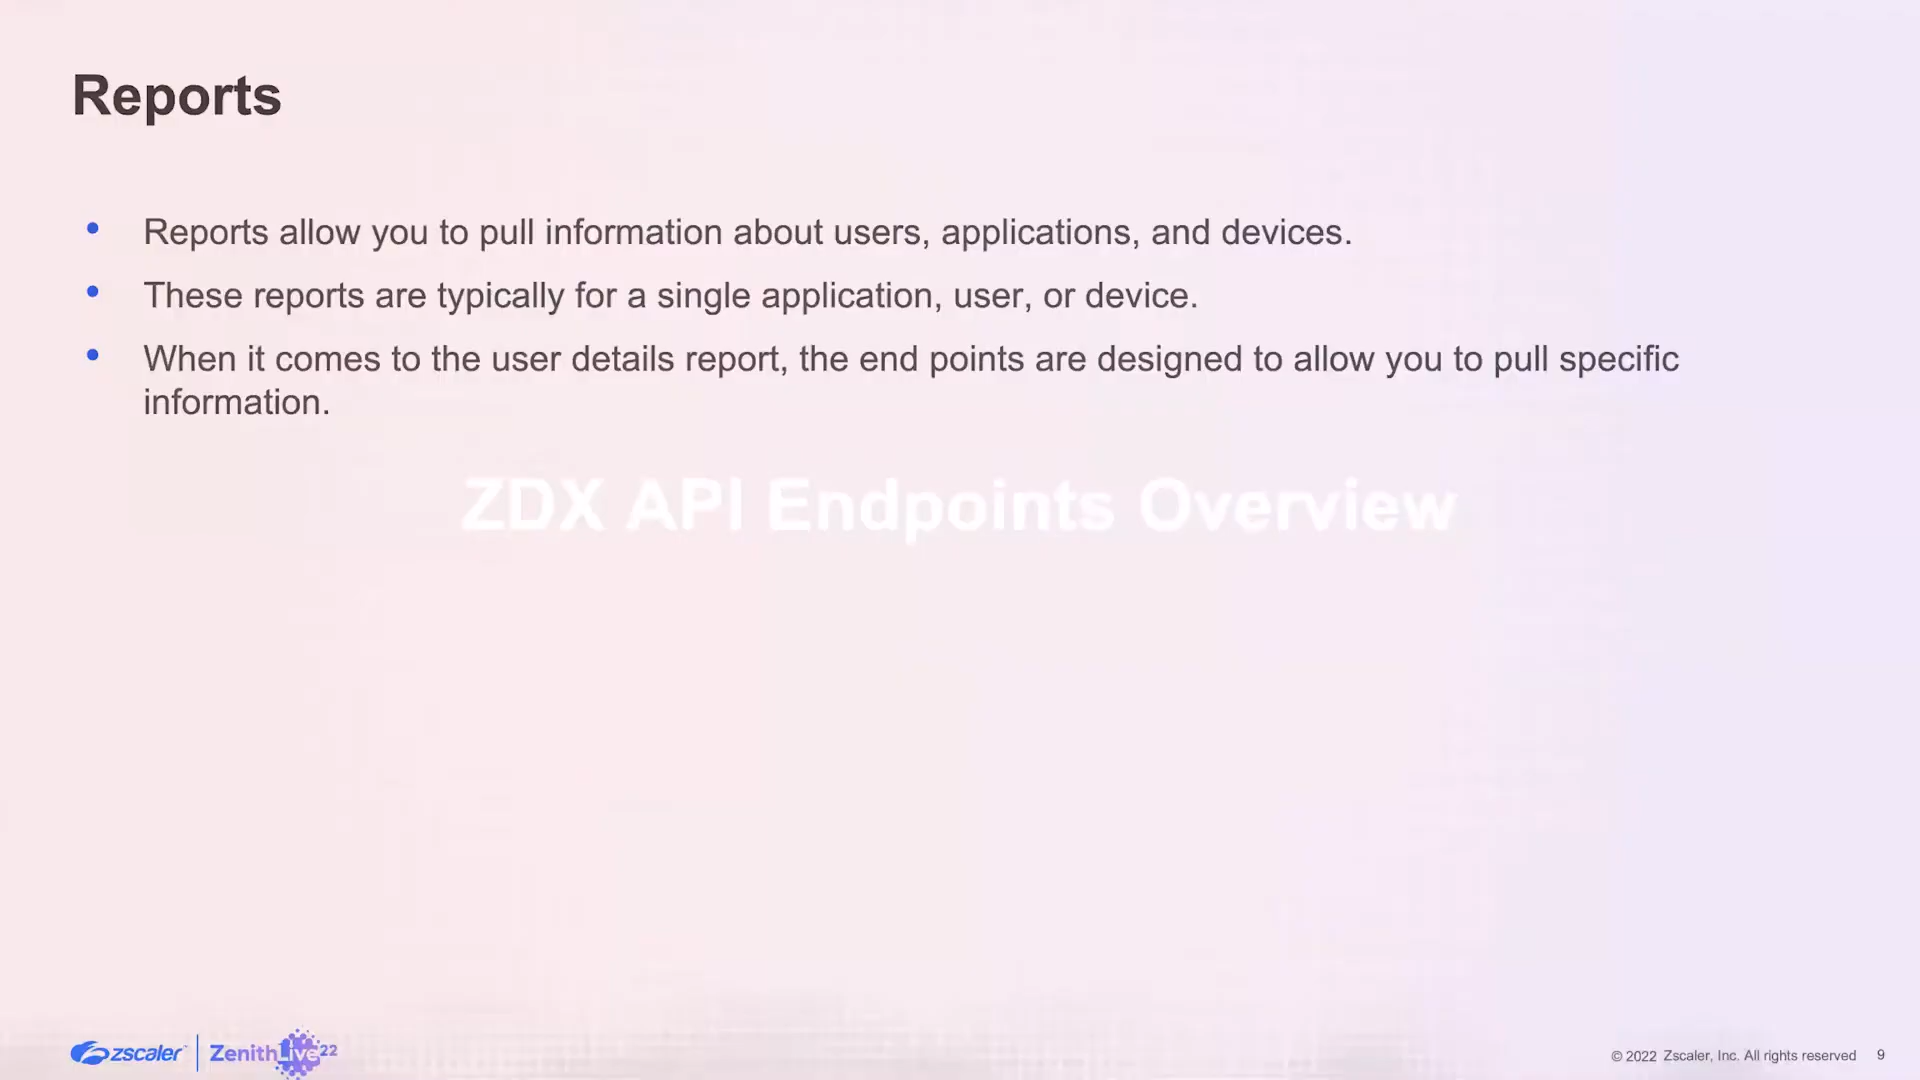 Reports
• Reports allow you to pull information about users, applications, and devices.
• These reports are typically for a single application, user, or device.
• When it comes to the user details report, the end points are designed to allow you to pull specific
information.
ZDX API Endpoints Overview
zscaler™ | ZenithLive22
© 2022 Zscaler, Inc. All rights reserved 9